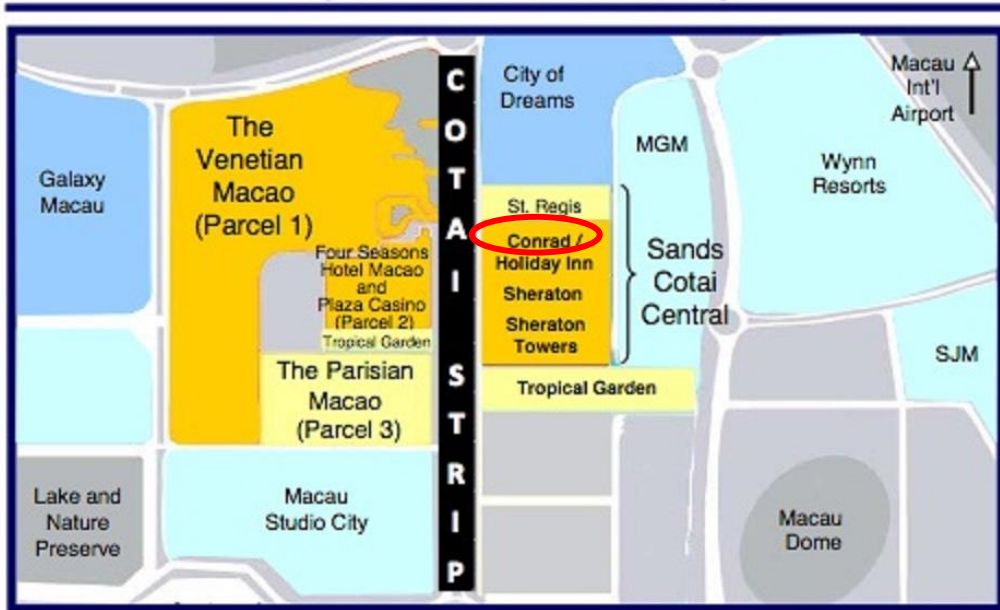 City of
Dreams
Macau
Int'l
Airport
The
Venetian
Macao
(Parcel 1)
MGM
Wynn
Resorts
Galaxy
Macau
St. Regis
Conrad /
Holiday Inn
Sheraton
Sheraton
Towers
Sands
Cotai
Central
Four Seasons
Hotel Macao
and
Plaza Casino
(Parcel 2)
Tropical Garden
The Parisian
Macao
(Parcel 3)
COTAI STRIP
Tropical Garden
SJM
Lake and
Nature
Preserve
Macau
Studio City
Macau
Dome